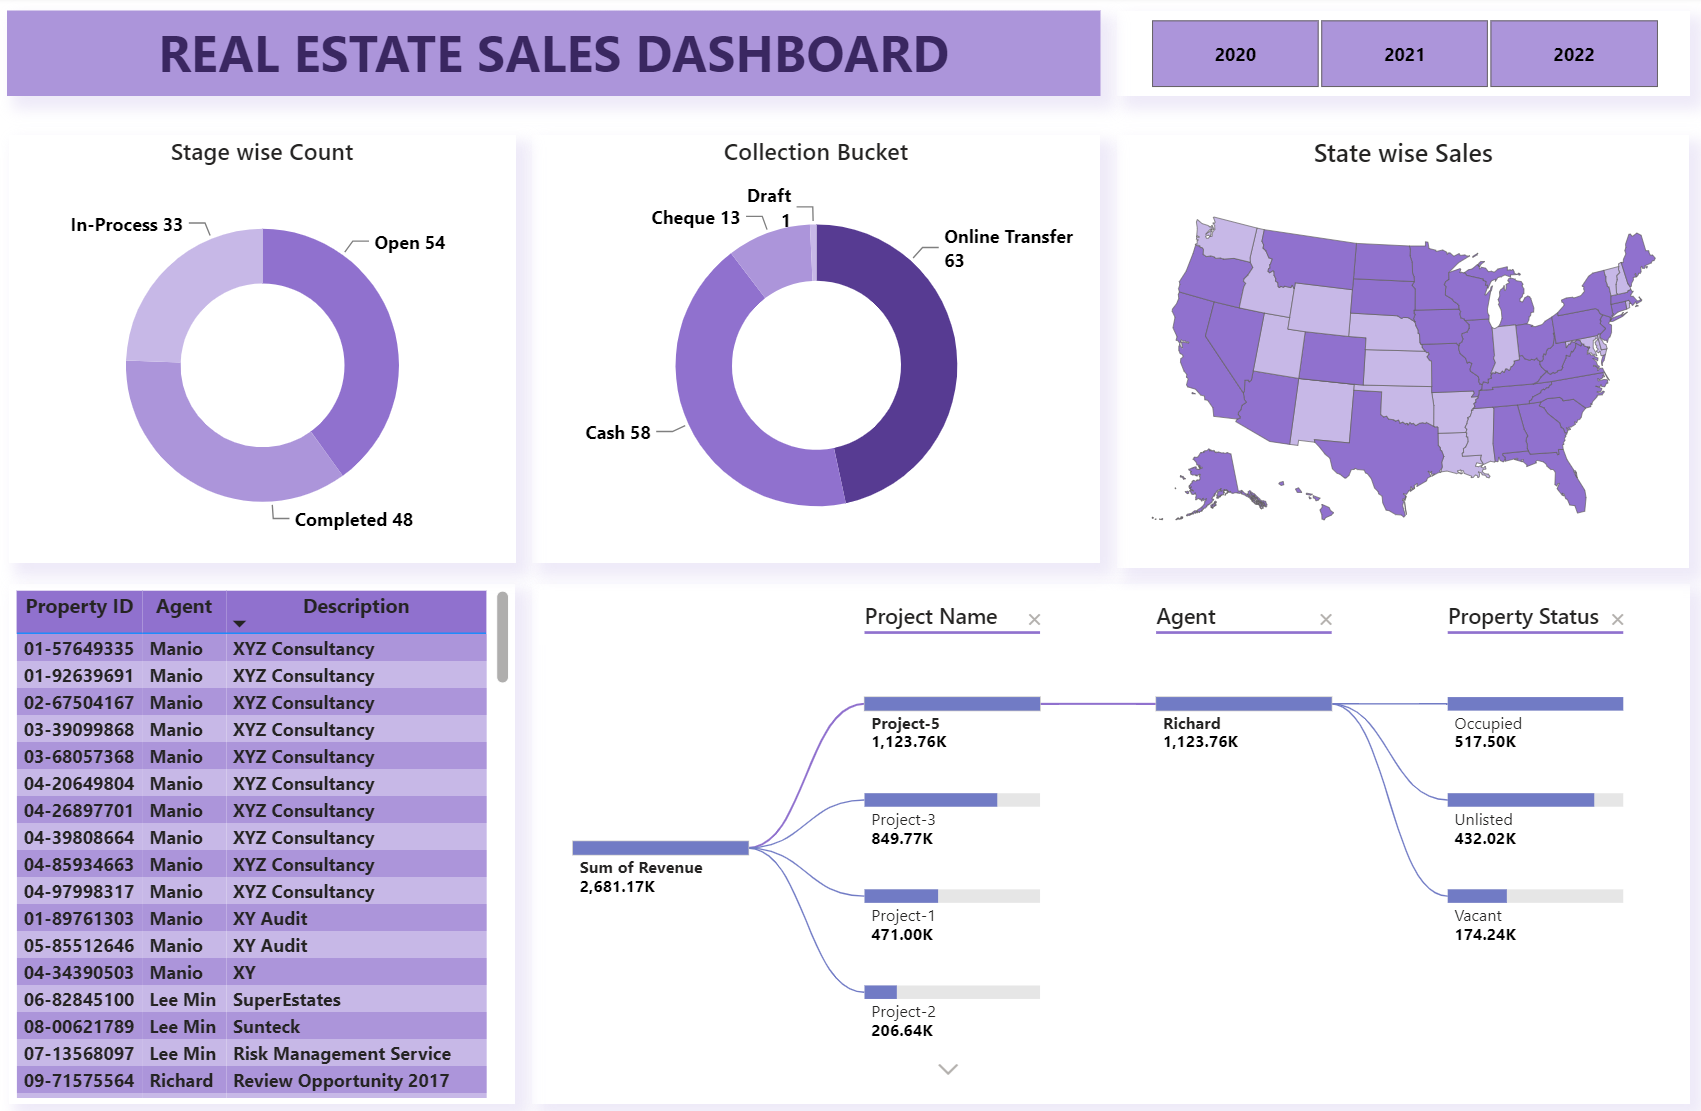 REAL ESTATE SALES DASHBOARD
2020 2021 2022
Stage wise Count
In-Process 33
Open 54
Completed 48
Collection Bucket
Draft
1
Cheque 13
Online Transfer
63
Cash 58
State wise Sales
Property ID Agent Description
01-57649335 Manio XYZ Consultancy
01-92639691 Manio XYZ Consultancy
02-67504167 Manio XYZ Consultancy
03-39099868 Manio XYZ Consultancy
03-68057368 Manio XYZ Consultancy
04-20649804 Manio XYZ Consultancy
04-26897701 Manio XYZ Consultancy
04-39808664 Manio XYZ Consultancy
04-85934663 Manio XYZ Consultancy
04-97998317 Manio XYZ Consultancy
01-89761303 Manio XY Audit
05-85512646 Manio XY Audit
04-34390503 Manio XY
06-82845100 Lee Min SuperEstates
08-00621789 Lee Min Sunteck
07-13568097 Lee Min Risk Management Service
09-71575564 Richard Review Opportunity 2017
Project Name Agent Property Status
Sum of Revenue
2,681.17K
Project-5
1,123.76K
Project-3
849.77K
Project-1
471.00K
Project-2
206.64K
Richard
1,123.76K
Occupied
517.50K
Unlisted
432.02K
Vacant
174.24K